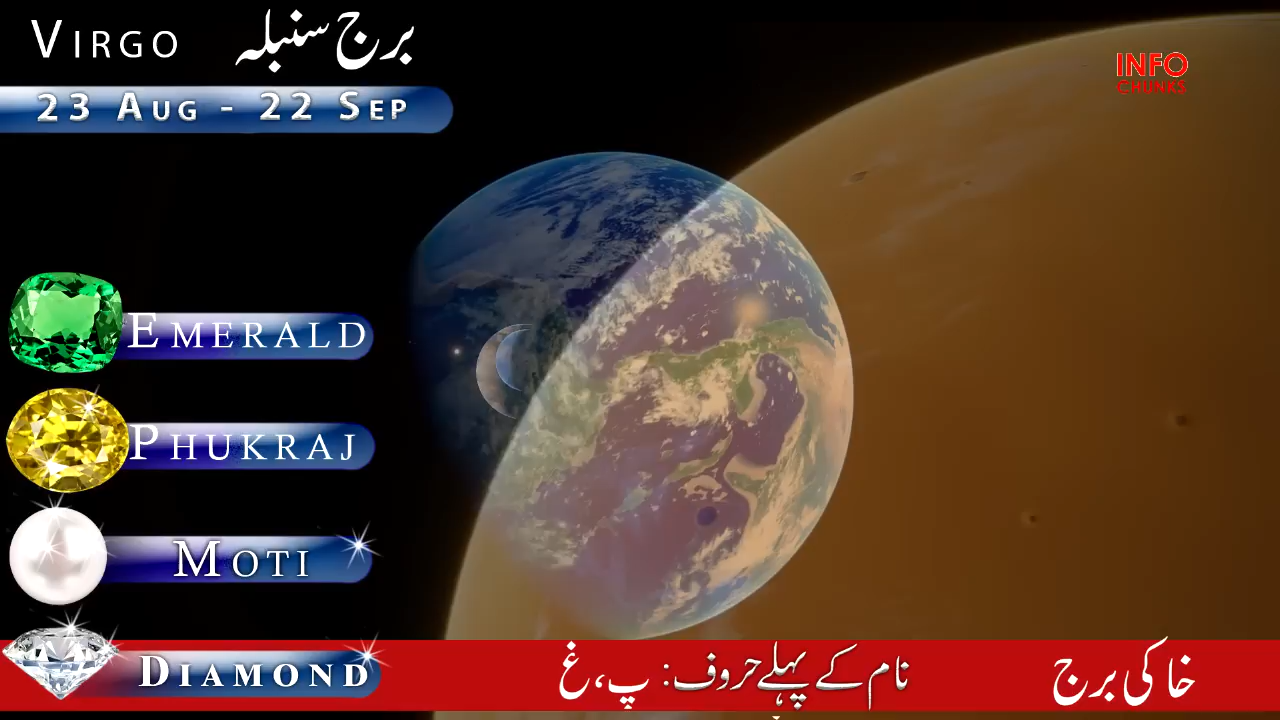 Virgo برج سنبلہ
23 Aug - 22 Sep
INFO
CHUNKS
Emerald
Phukraj
Moti
Diamond
خاکی برج
نام کے پہلے حروف: پ، غ